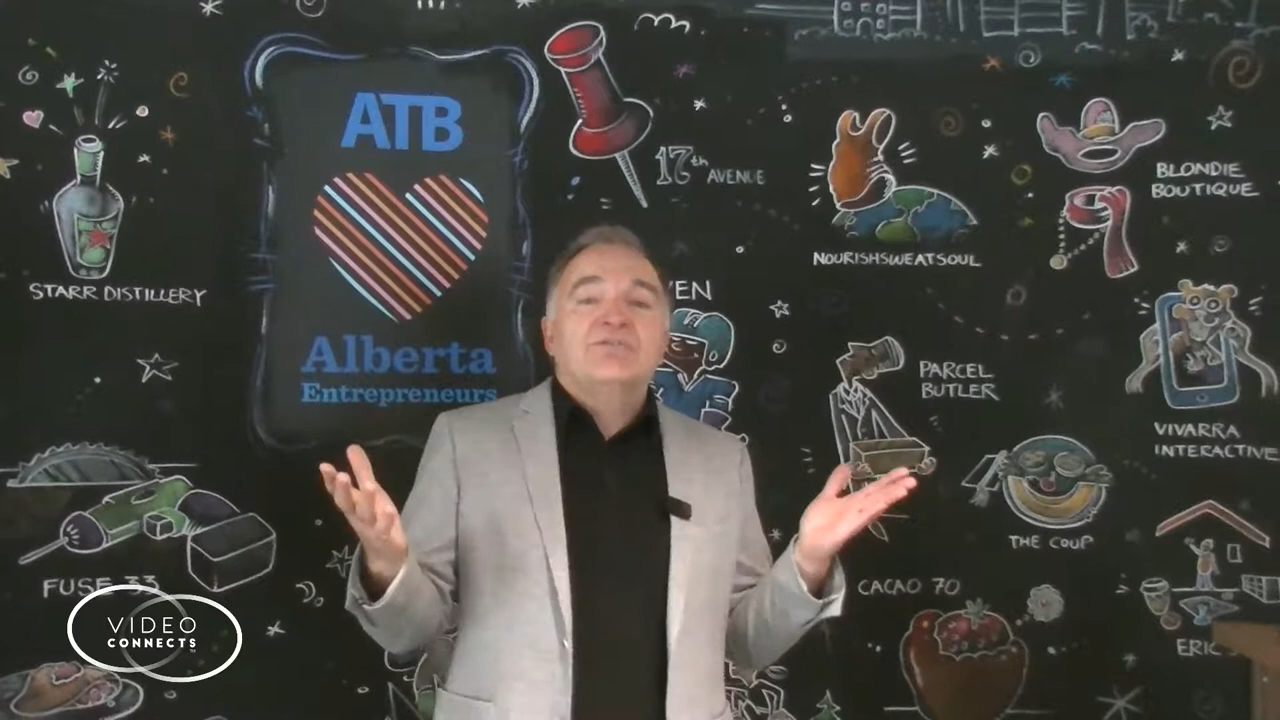 ATB
Alberta
Entrepreneurs
17th AVENUE
STARR DISTILLERY
NOURISHSWEATSOUL
BLONDIE
BOUTIQUE
PARCEL
BUTLER
VIVARRA
INTERACTIVE
THE COUP
FUSE 33
CACAO 70
VIDEO
CONNECTS